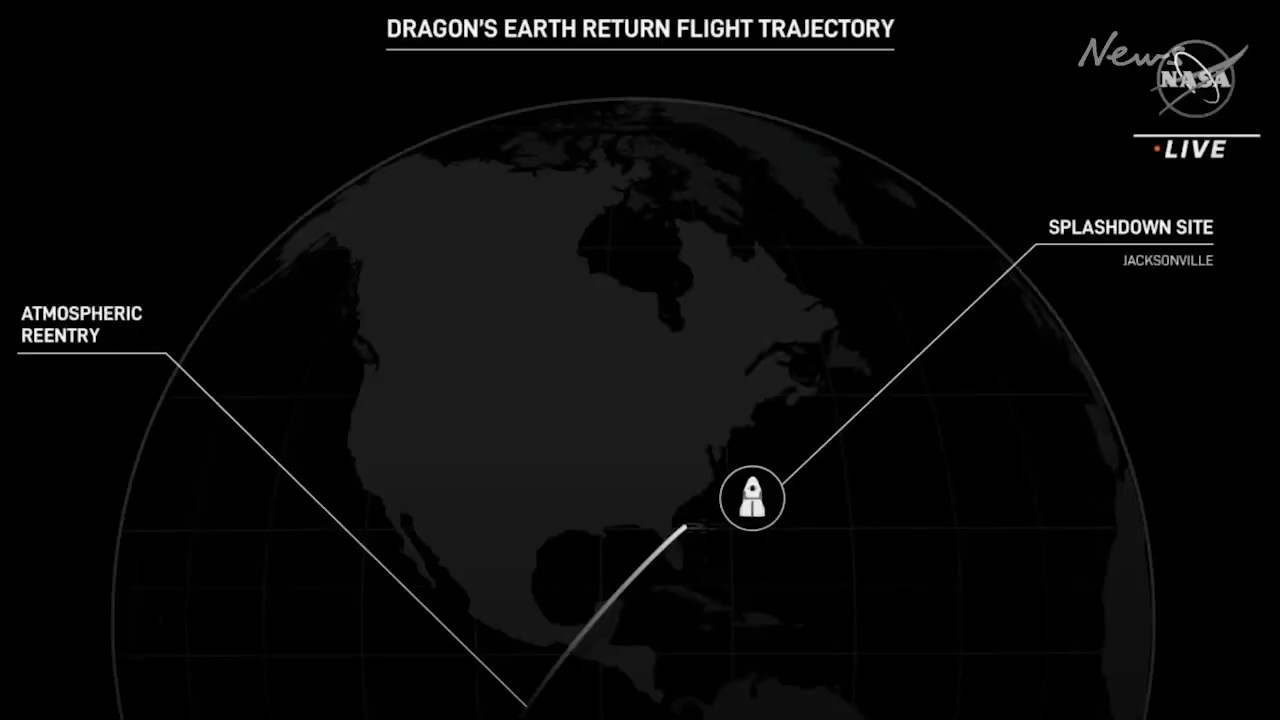 DRAGON'S EARTH RETURN FLIGHT TRAJECTORY
News
NASA
LIVE
SPLASHDOWN SITE
JACKSONVILLE
ATMOSPHERIC
REENTRY